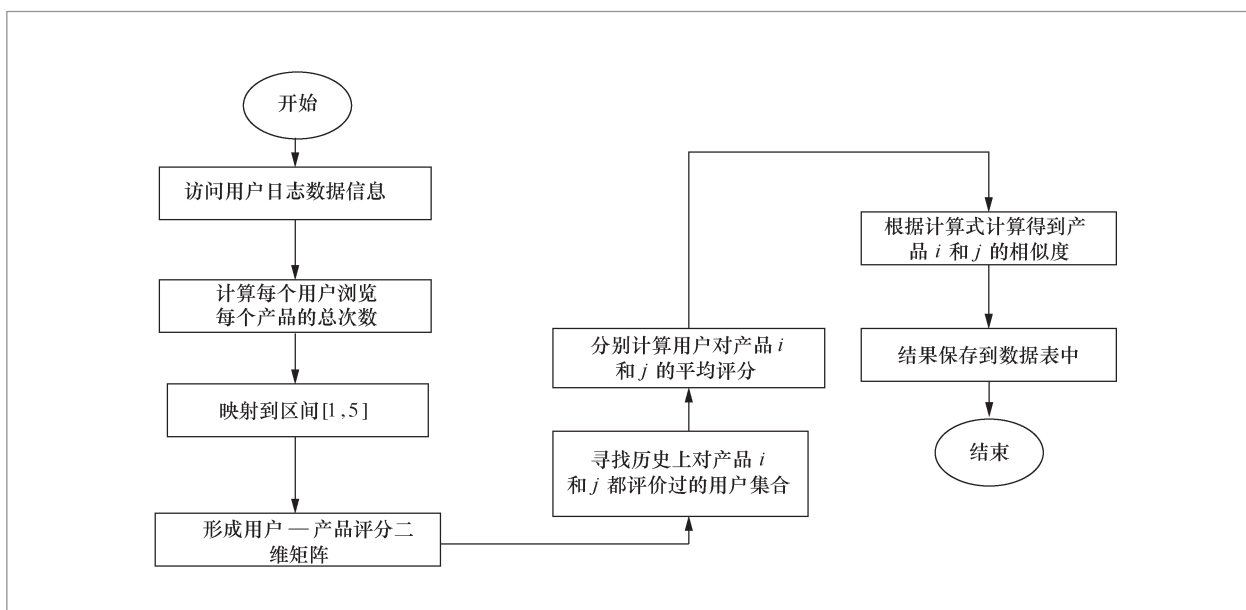 开始
访问用户日志数据信息
计算每个用户浏览
每个产品的总次数
映射到区间[1,5]
形成用户—产品评分二
维矩阵
寻找历史上对产品 i
和 j 都评价过的用户集合
分别计算用户对产品 i
和 j 的平均评分
根据计算式计算得到产
品 i 和 j 的相似度
结果保存到数据表中
结束